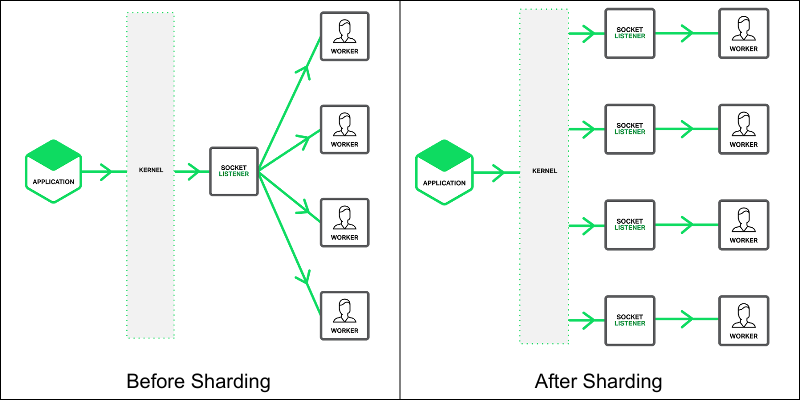 APPLICATION
KERNEL
SOCKET
LISTENER
WORKER
WORKER
WORKER
WORKER
Before Sharding
APPLICATION
KERNEL
SOCKET
LISTENER
WORKER
SOCKET
LISTENER
WORKER
SOCKET
LISTENER
WORKER
SOCKET
LISTENER
WORKER
After Sharding